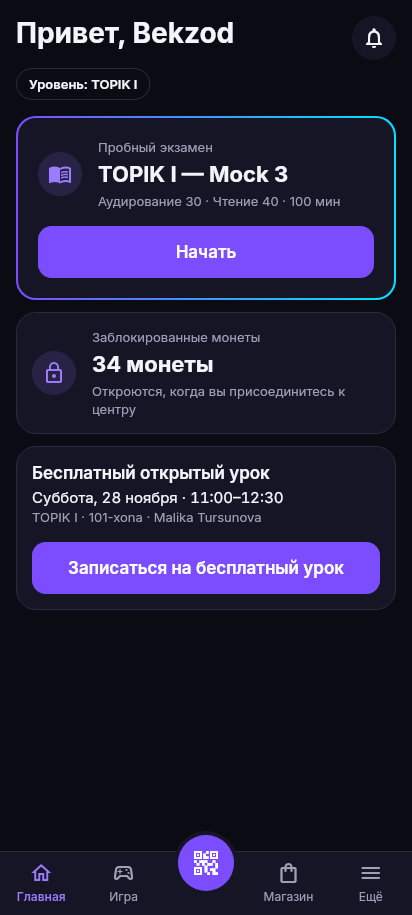 Привет, Bekzod
Уровень: TOPIK I
Пробный экзамен
TOPIK I — Mock 3
Аудирование 30 · Чтение 40 · 100 мин
Начать
Заблокированные монеты
34 монеты
Откроются, когда вы присоединитесь к
центру
Бесплатный открытый урок
Суббота, 28 ноября · 11:00–12:30
TOPIK I · 101-xona · Malika Tursunova
Записаться на бесплатный урок
Главная
Игра
Магазин
Ещё